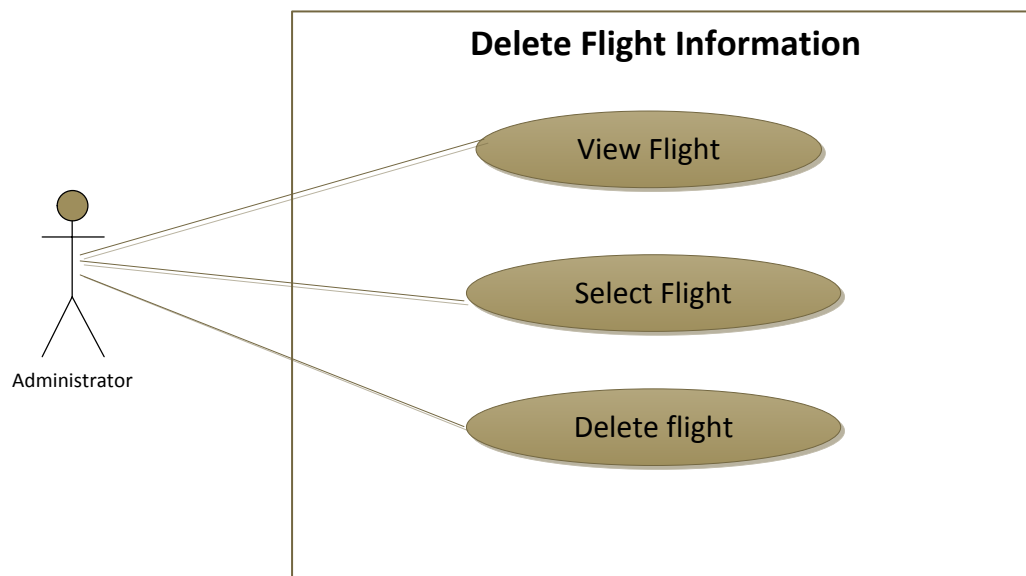 Delete Flight Information
View Flight
Select Flight
Delete flight
Administrator